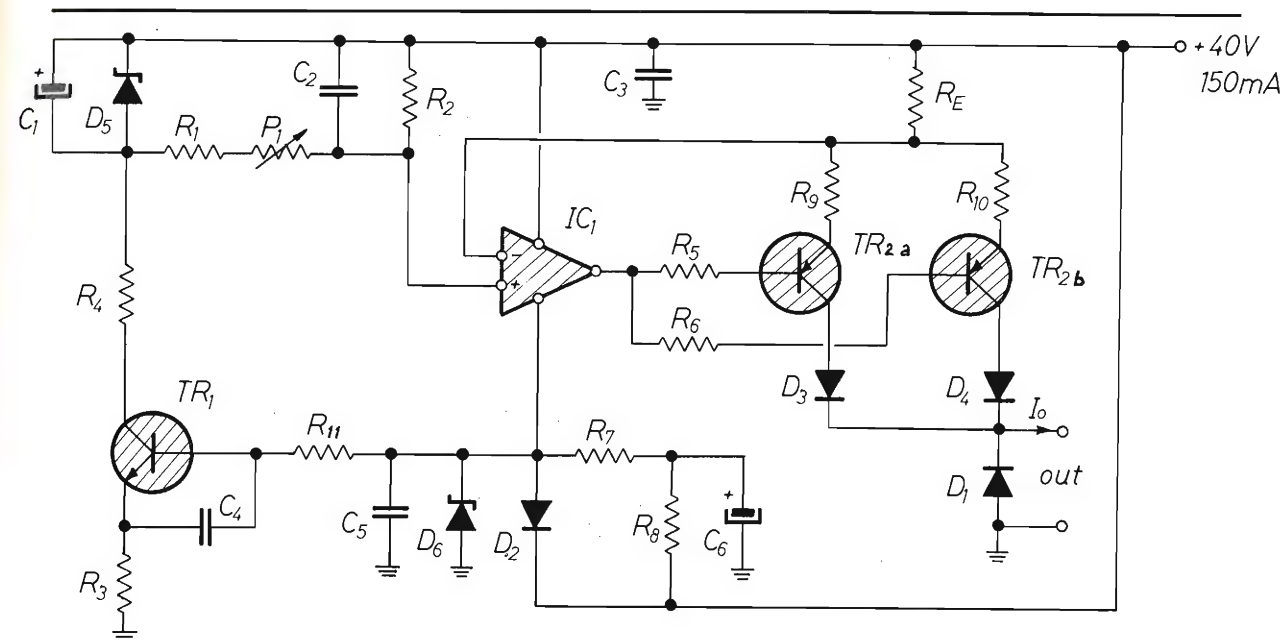 + 40V
150mA
+
C1
D5
R1
P1
C2
R2
C3
RE
IC1
−
+
R9
R10
TR2a
TR2b
R5
R6
R4
TR1
D3
D4
Io
out
D1
R11
R7
C4
C5
D6
D2
R8
+
C6
R3